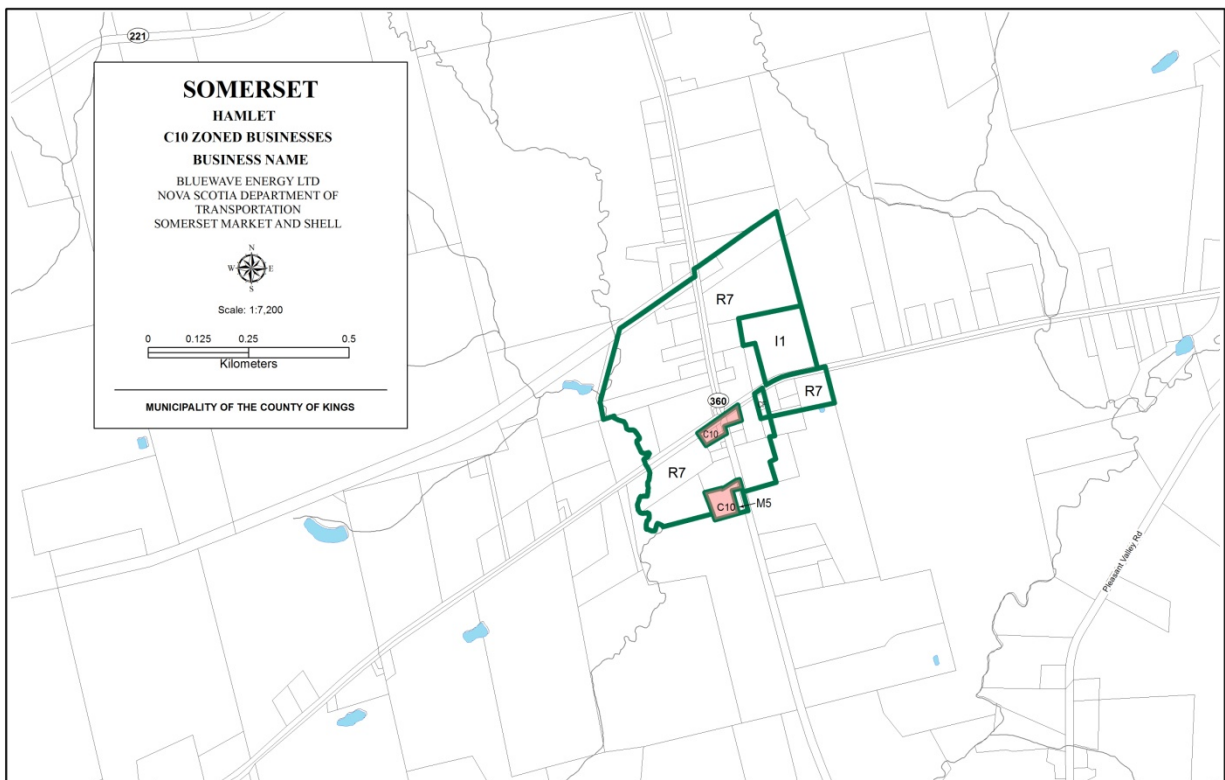 221
SOMERSET
HAMLET
C10 ZONED BUSINESSES
BUSINESS NAME
BLUEWAVE ENERGY LTD
NOVA SCOTIA DEPARTMENT OF
TRANSPORTATION
SOMERSET MARKET AND SHELL
N
W E
S
Scale: 1:7,200
0 0.125 0.25 0.5
Kilometers
MUNICIPALITY OF THE COUNTY OF KINGS
R7
I1
R7
360
C10
R7
C10
M5
Pleasant Valley Rd